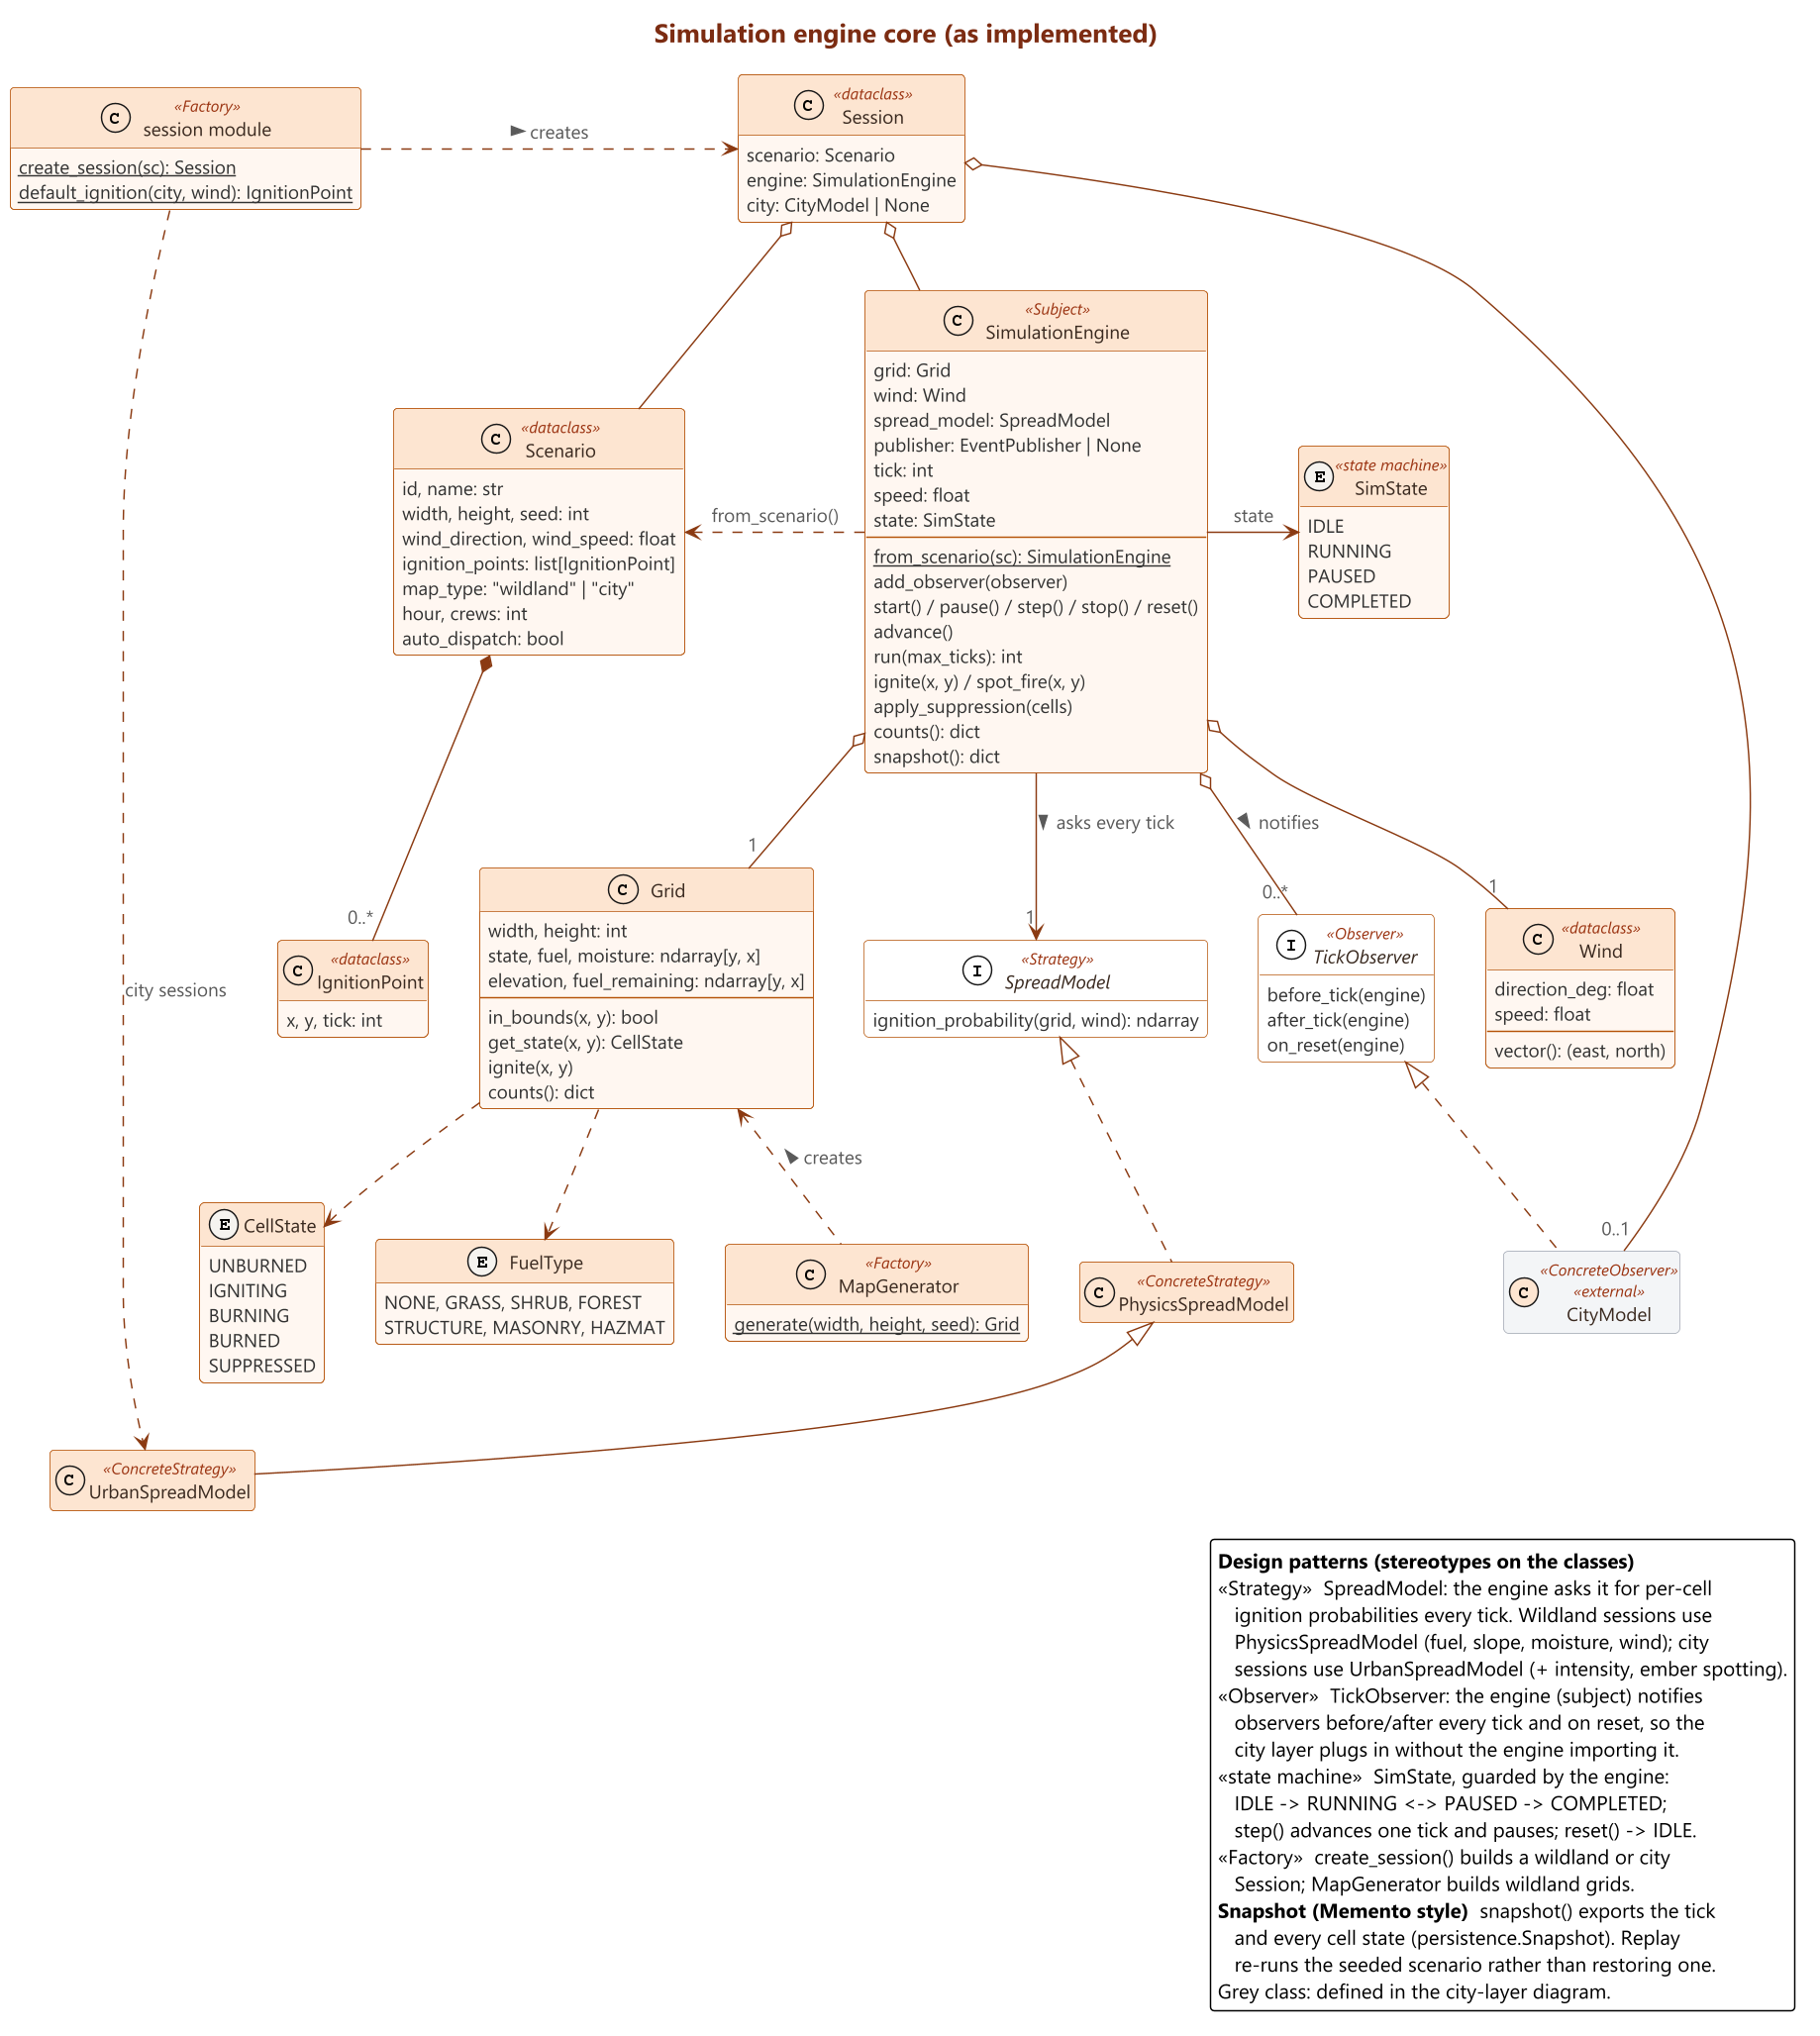 Simulation engine core (as implemented)
«Factory»
C
session module
create_session(sc): Session
default_ignition(city, wind): IgnitionPoint
creates
«dataclass»
C
Session
scenario: Scenario
engine: SimulationEngine
city: CityModel | None
«Subject»
C
SimulationEngine
grid: Grid
wind: Wind
spread_model: SpreadModel
publisher: EventPublisher | None
tick: int
speed: float
state: SimState
from_scenario(sc): SimulationEngine
add_observer(observer)
start() / pause() / step() / stop() / reset()
advance()
run(max_ticks): int
ignite(x, y) / spot_fire(x, y)
apply_suppression(cells)
counts(): dict
snapshot(): dict
«dataclass»
C
Scenario
id, name: str
width, height, seed: int
wind_direction, wind_speed: float
ignition_points: list[IgnitionPoint]
map_type: "wildland" | "city"
hour, crews: int
auto_dispatch: bool
from_scenario()
state
«state machine»
E
SimState
IDLE
RUNNING
PAUSED
COMPLETED
1
asks every tick
notifies
0..*
1
0..*
1
C
Grid
width, height: int
state, fuel, moisture: ndarray[y, x]
elevation, fuel_remaining: ndarray[y, x]
in_bounds(x, y): bool
get_state(x, y): CellState
ignite(x, y)
counts(): dict
«dataclass»
C
IgnitionPoint
x, y, tick: int
city sessions
«Strategy»
I
SpreadModel
ignition_probability(grid, wind): ndarray
«Observer»
I
TickObserver
before_tick(engine)
after_tick(engine)
on_reset(engine)
«dataclass»
C
Wind
direction_deg: float
speed: float
vector(): (east, north)
creates
0..1
E
CellState
UNBURNED
IGNITING
BURNING
BURNED
SUPPRESSED
E
FuelType
NONE, GRASS, SHRUB, FOREST
STRUCTURE, MASONRY, HAZMAT
«Factory»
C
MapGenerator
generate(width, height, seed): Grid
«ConcreteStrategy»
C
PhysicsSpreadModel
«ConcreteObserver»
«external»
C
CityModel
«ConcreteStrategy»
C
UrbanSpreadModel
Design patterns (stereotypes on the classes)
«Strategy»  SpreadModel: the engine asks it for per-cell
ignition probabilities every tick. Wildland sessions use
PhysicsSpreadModel (fuel, slope, moisture, wind); city
sessions use UrbanSpreadModel (+ intensity, ember spotting).
«Observer»  TickObserver: the engine (subject) notifies
observers before/after every tick and on reset, so the
city layer plugs in without the engine importing it.
«state machine»  SimState, guarded by the engine:
IDLE -> RUNNING <-> PAUSED -> COMPLETED;
step() advances one tick and pauses; reset() -> IDLE.
«Factory»  create_session() builds a wildland or city
Session; MapGenerator builds wildland grids.
Snapshot (Memento style)  snapshot() exports the tick
and every cell state (persistence.Snapshot). Replay
re-runs the seeded scenario rather than restoring one.
Grey class: defined in the city-layer diagram.